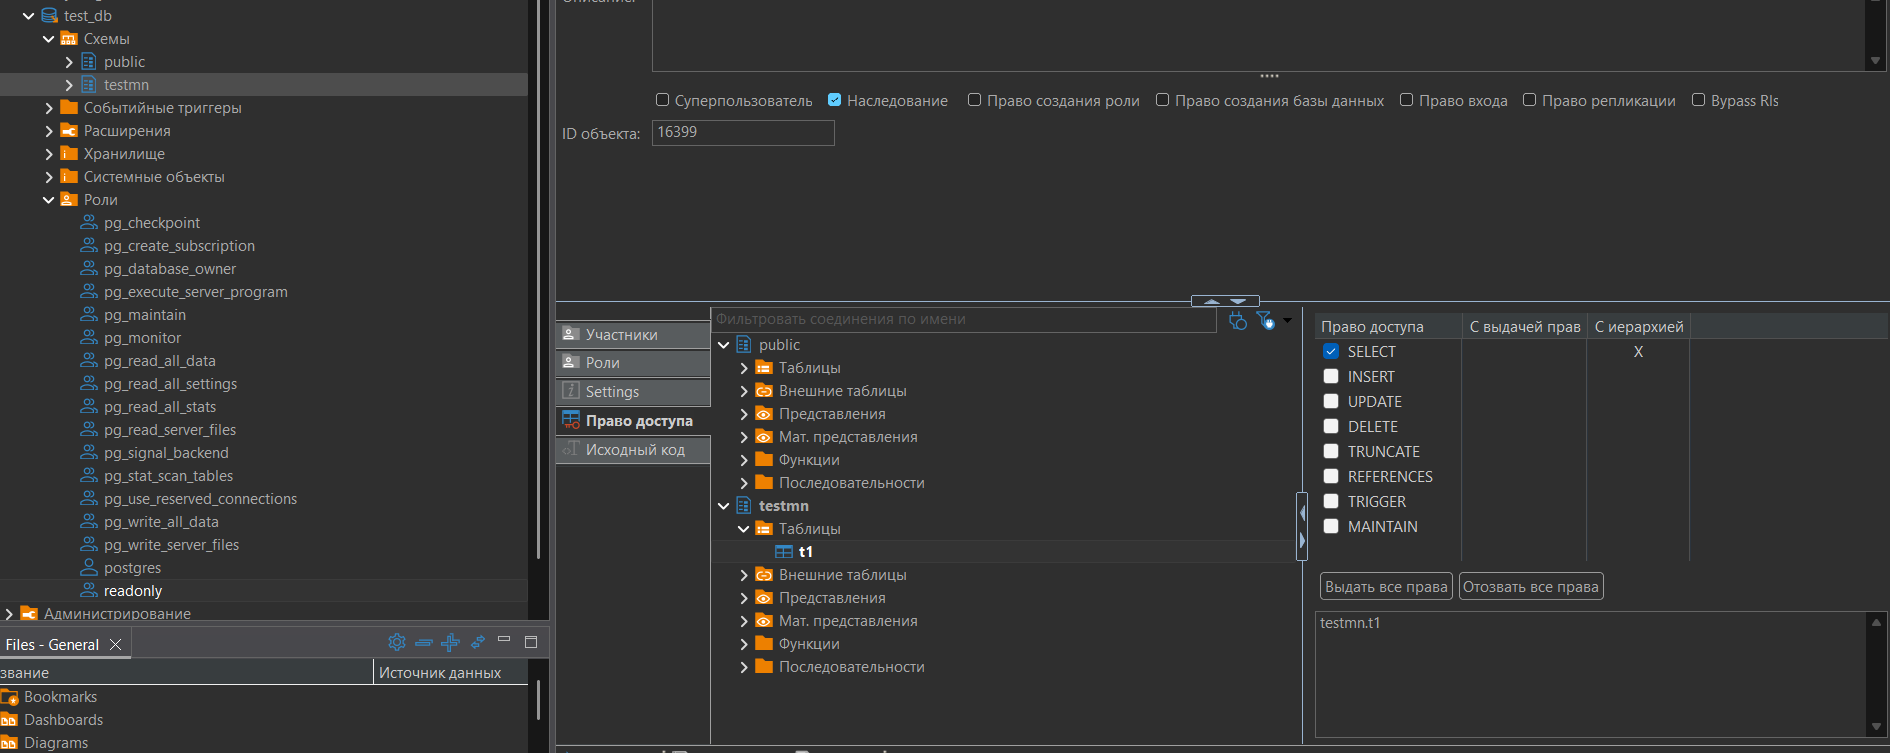 test_db
Схемы
public
testmn
Событийные триггеры
Расширения
Хранилище
Системные объекты
Роли
pg_checkpoint
pg_create_subscription
pg_database_owner
pg_execute_server_program
pg_maintain
pg_monitor
pg_read_all_data
pg_read_all_settings
pg_read_all_stats
pg_read_server_files
pg_signal_backend
pg_stat_scan_tables
pg_use_reserved_connections
pg_write_all_data
pg_write_server_files
postgres
readonly
Администрирование
Files - General
звание Источник данных
Bookmarks
Dashboards
Diagrams
Суперпользователь Наследование Право создания роли Право создания базы данных Право входа Право репликации Bypass Rls
ID объекта: 16399
Участники
Роли
Settings
Право доступа
Исходный код
Фильтровать соединения по имени
public
Таблицы
Внешние таблицы
Представления
Мат. представления
Функции
Последовательности
testmn
Таблицы
t1
Внешние таблицы
Представления
Мат. представления
Функции
Последовательности
Право доступа С выдачей прав С иерархией
SELECT X
INSERT
UPDATE
DELETE
TRUNCATE
REFERENCES
TRIGGER
MAINTAIN
Выдать все права Отозвать все права
testmn.t1